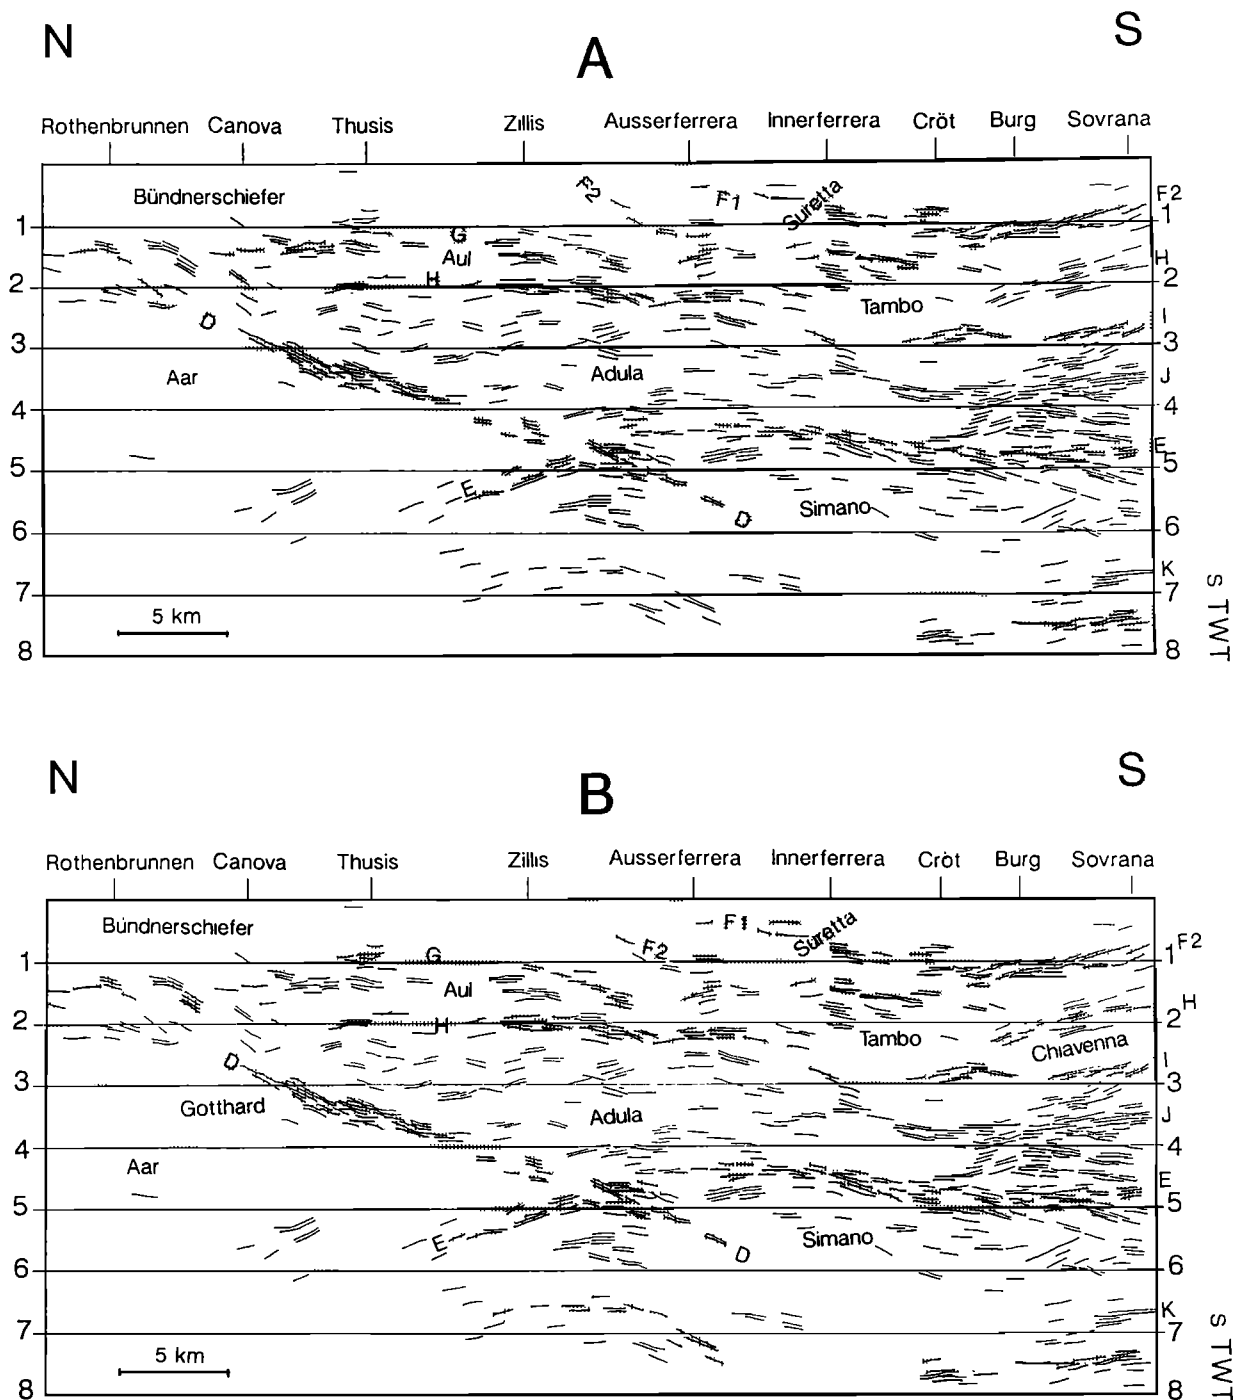 N
S
A
Rothenbrunnen Canova Thusis Zillis Ausserferrera Innerferrera Cröt Burg Sovrana
Bündnerschiefer
F2
F1
Suretta
F2
1
1
G
Aul
H
H
2
2
Tambo
D
I
3
3
Aar
Adula
J
4
4
E
5
5
E
Simano
D
6
6
K
7
7
5 km
8
8
S TWT
N
S
B
Rothenbrunnen Canova Thusis Zillis Ausserferrera Innerferrera Cròt Burg Sovrana
Bündnerschiefer
F1
Suretta
F2
G
1
1 F2
Aul
H
2
H
2
Tambo
Chiavenna
D
I
3
3
Gotthard
Adula
J
4
4
Aar
E
5
5
E
Simano
D
6
6
K
7
7
5 km
8
8
S TWT